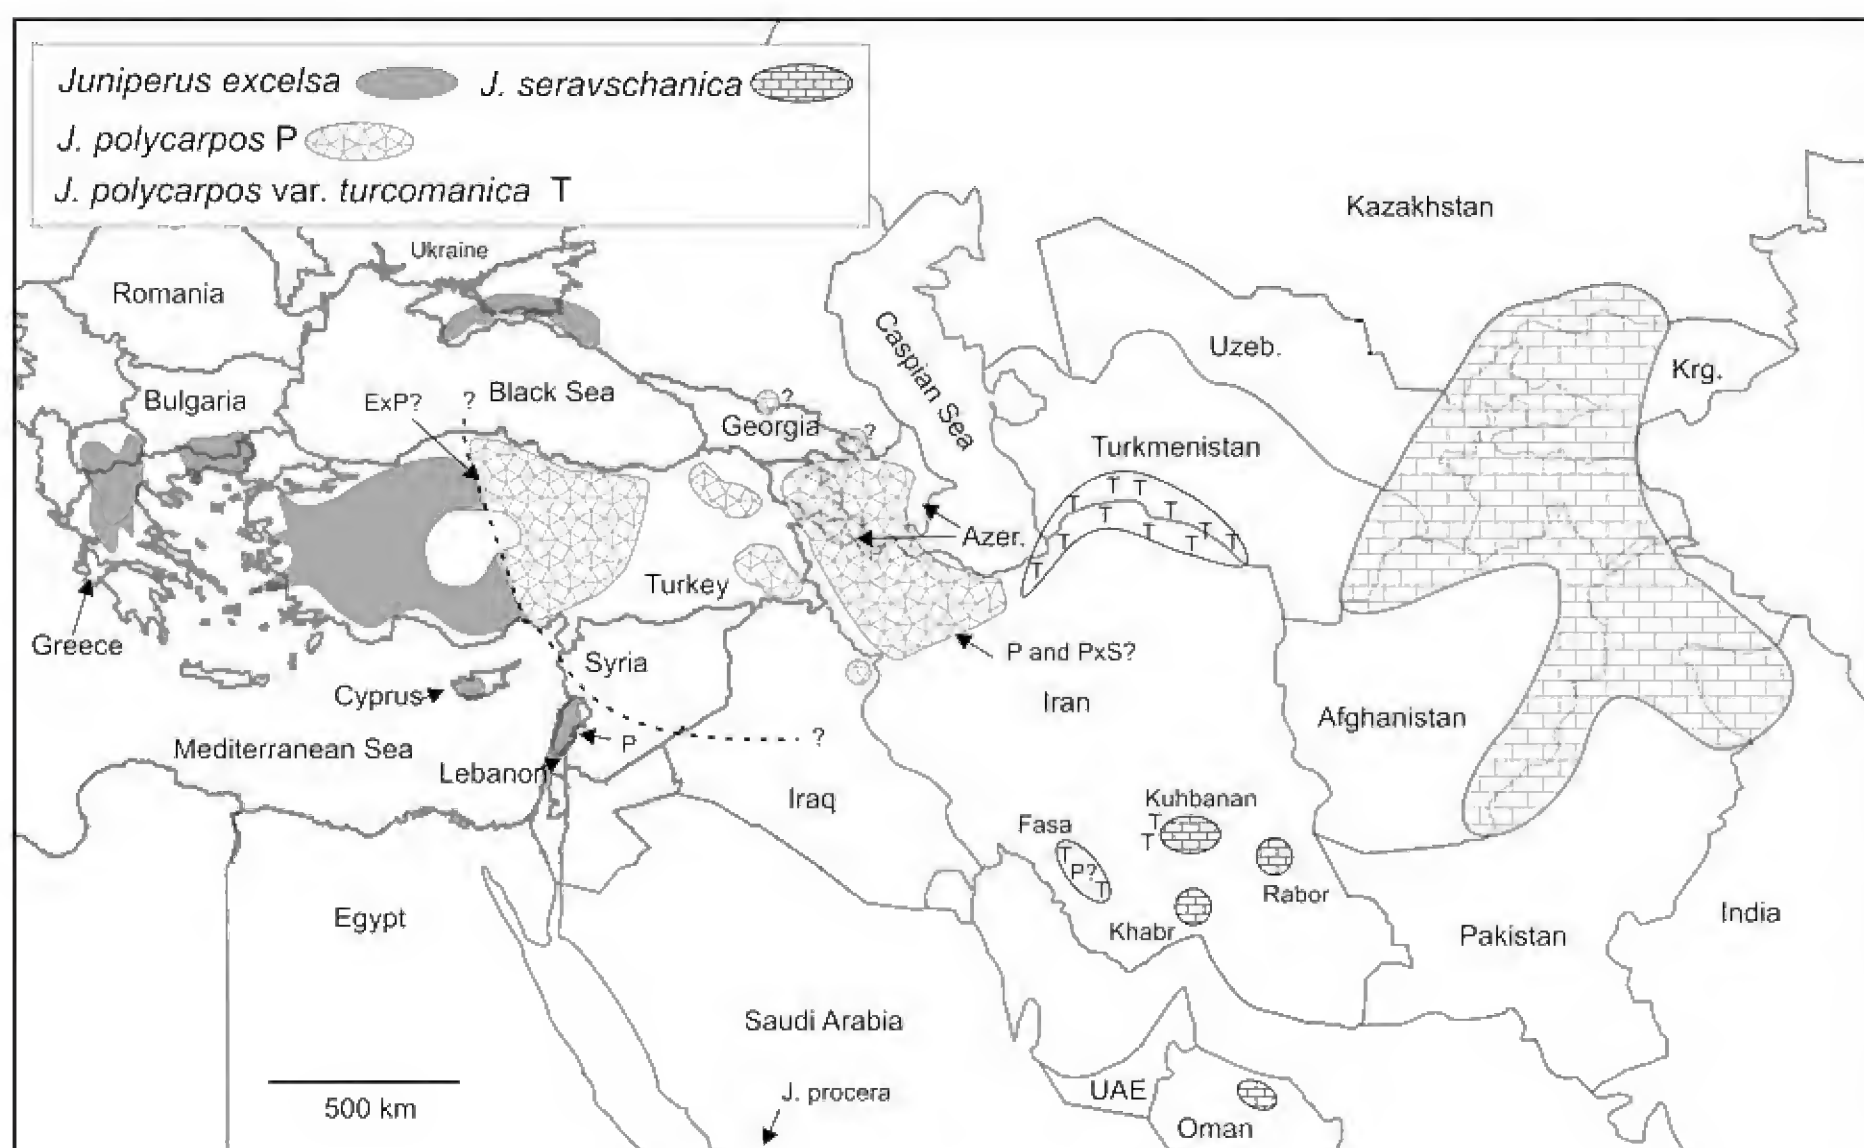 Juniperus excelsa J. seravschanica
J. polycarpos P
J. polycarpos var. turcomanica T
Kazakhstan
Ukraine
Romania
Caspian Sea
Uzeb.
Krg.
Bulgaria
ExP?
?
Black Sea
?
Georgia
?
Turkmenistan
T T T T T T T T T T T
Azer.
Turkey
Greece
Syria
P and PxS?
Cyprus
Iran
Afghanistan
Mediterranean Sea
P
?
Lebanon
Iraq
Kuhbanan
T
T
Fasa
T
P?
T
Rabor
Khabr
Egypt
Pakistan
India
Saudi Arabia
J. procera
UAE
Oman
500 km